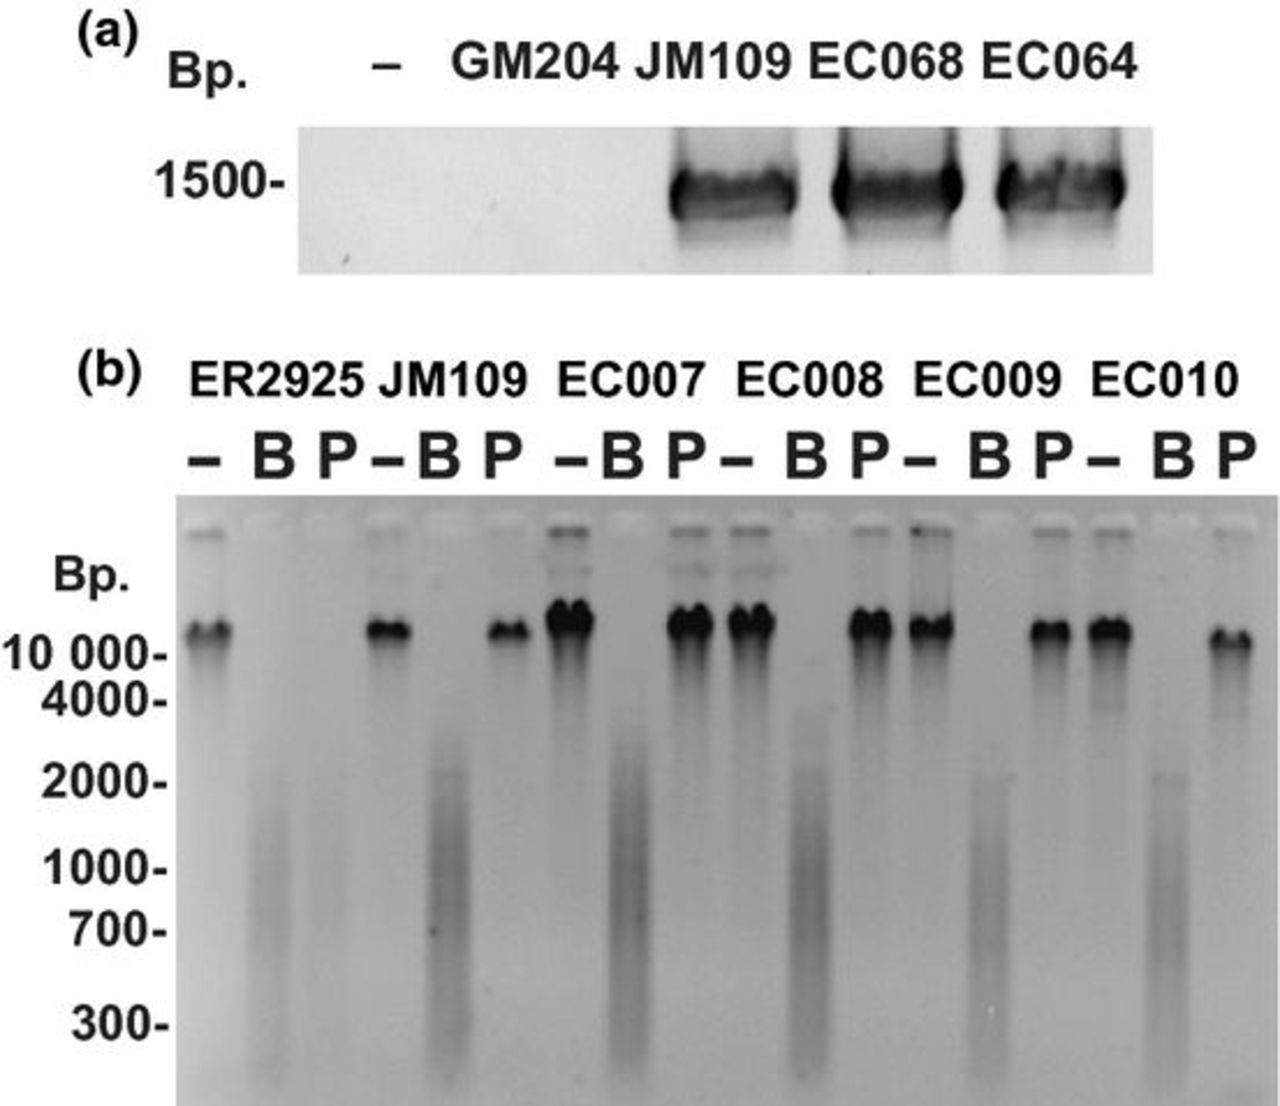 (a)
Bp. – GM204 JM109 EC068 EC064
1500-
(b)
ER2925 JM109 EC007 EC008 EC009 EC010
– B P – B P – B P – B P – B P – B P
Bp.
10 000-
4000-
2000-
1000-
700-
300-